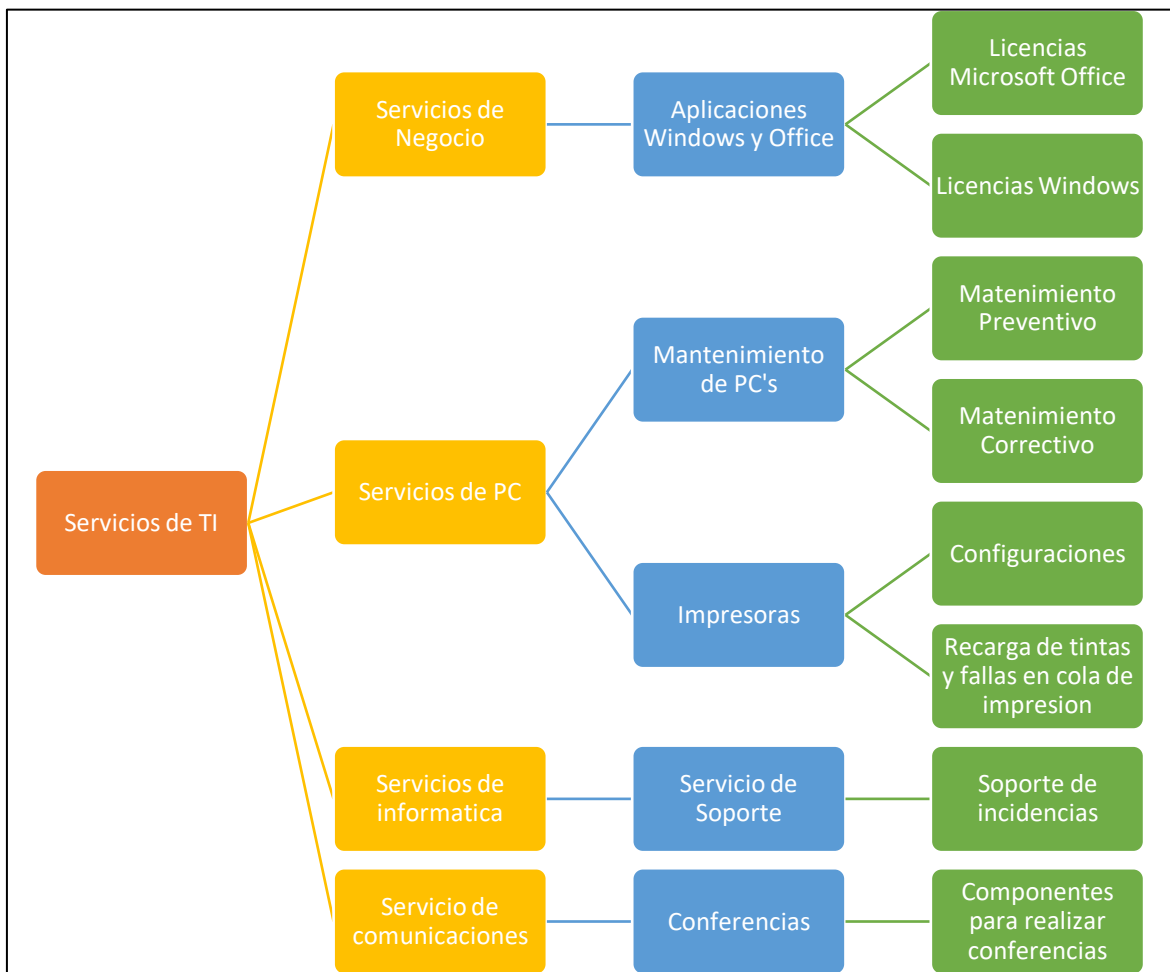 Servicios de TI
Servicios de
Negocio
Aplicaciones
Windows y Office
Licencias
Microsoft Office
Licencias Windows
Servicios de PC
Mantenimiento
de PC's
Matenimiento
Preventivo
Matenimiento
Correctivo
Impresoras
Configuraciones
Recarga de tintas
y fallas en cola de
impresion
Servicios de
informatica
Servicio de
Soporte
Soporte de
incidencias
Servicio de
comunicaciones
Conferencias
Componentes
para realizar
conferencias